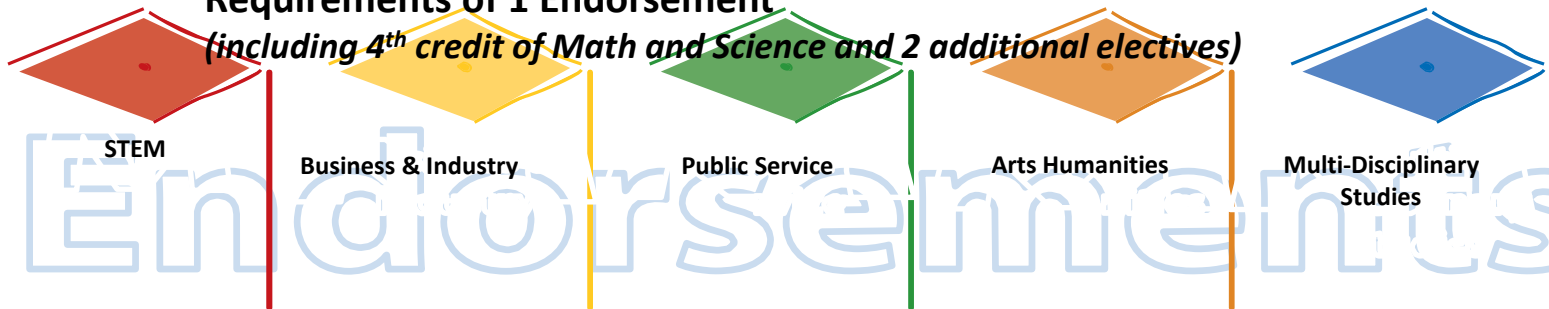 Requirements of 1 Endorsement
(including 4th credit of Math and Science and 2 additional electives)
STEM
Business & Industry
Public Service
Arts Humanities
Multi-Disciplinary
Studies
Endorsements